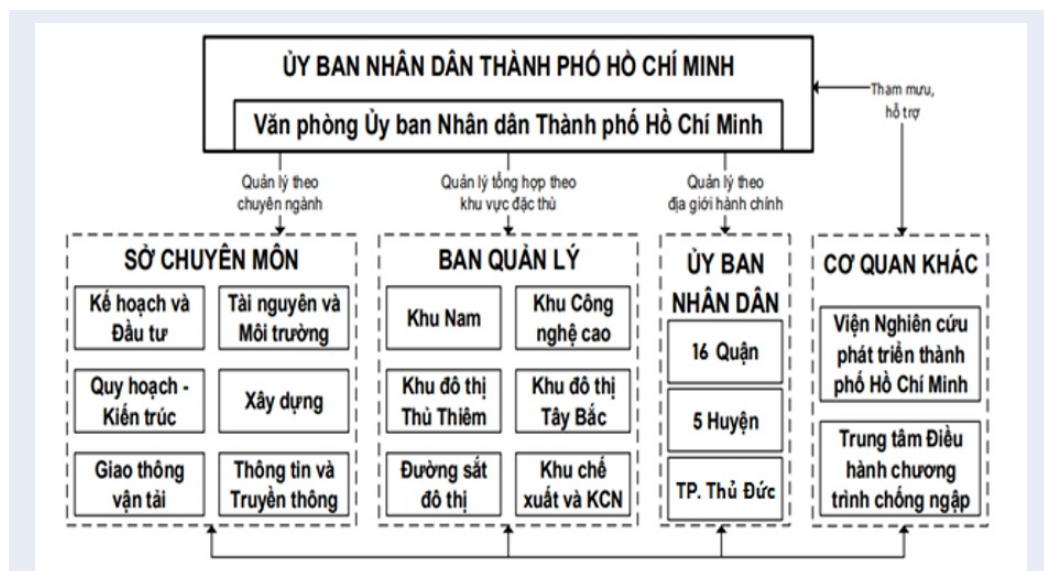 ỦY BAN NHÂN DÂN THÀNH PHỐ HỒ CHÍ MINH
Văn phòng Ủy ban Nhân dân Thành phố Hồ Chí Minh
Tham mưu,
hỗ trợ
Quản lý theo
chuyên ngành
Quản lý tổng hợp theo
khu vực đặc thù
Quản lý theo
địa giới hành chính
SỞ CHUYÊN MÔN
Kế hoạch và
Đầu tư
Tài nguyên và
Môi trường
Quy hoạch -
Kiến trúc
Xây dựng
Giao thông
vận tải
Thông tin và
Truyền thông
BAN QUẢN LÝ
Khu Nam
Khu Công
nghệ cao
Khu đô thị
Thủ Thiêm
Khu đô thị
Tây Bắc
Đường sắt
đô thị
Khu chế
xuất và KCN
ỦY BAN
NHÂN DÂN
16 Quận
5 Huyện
TP. Thủ Đức
CƠ QUAN KHÁC
Viện Nghiên cứu
phát triển thành
phố Hồ Chí Minh
Trung tâm Điều
hành chương
trình chống ngập